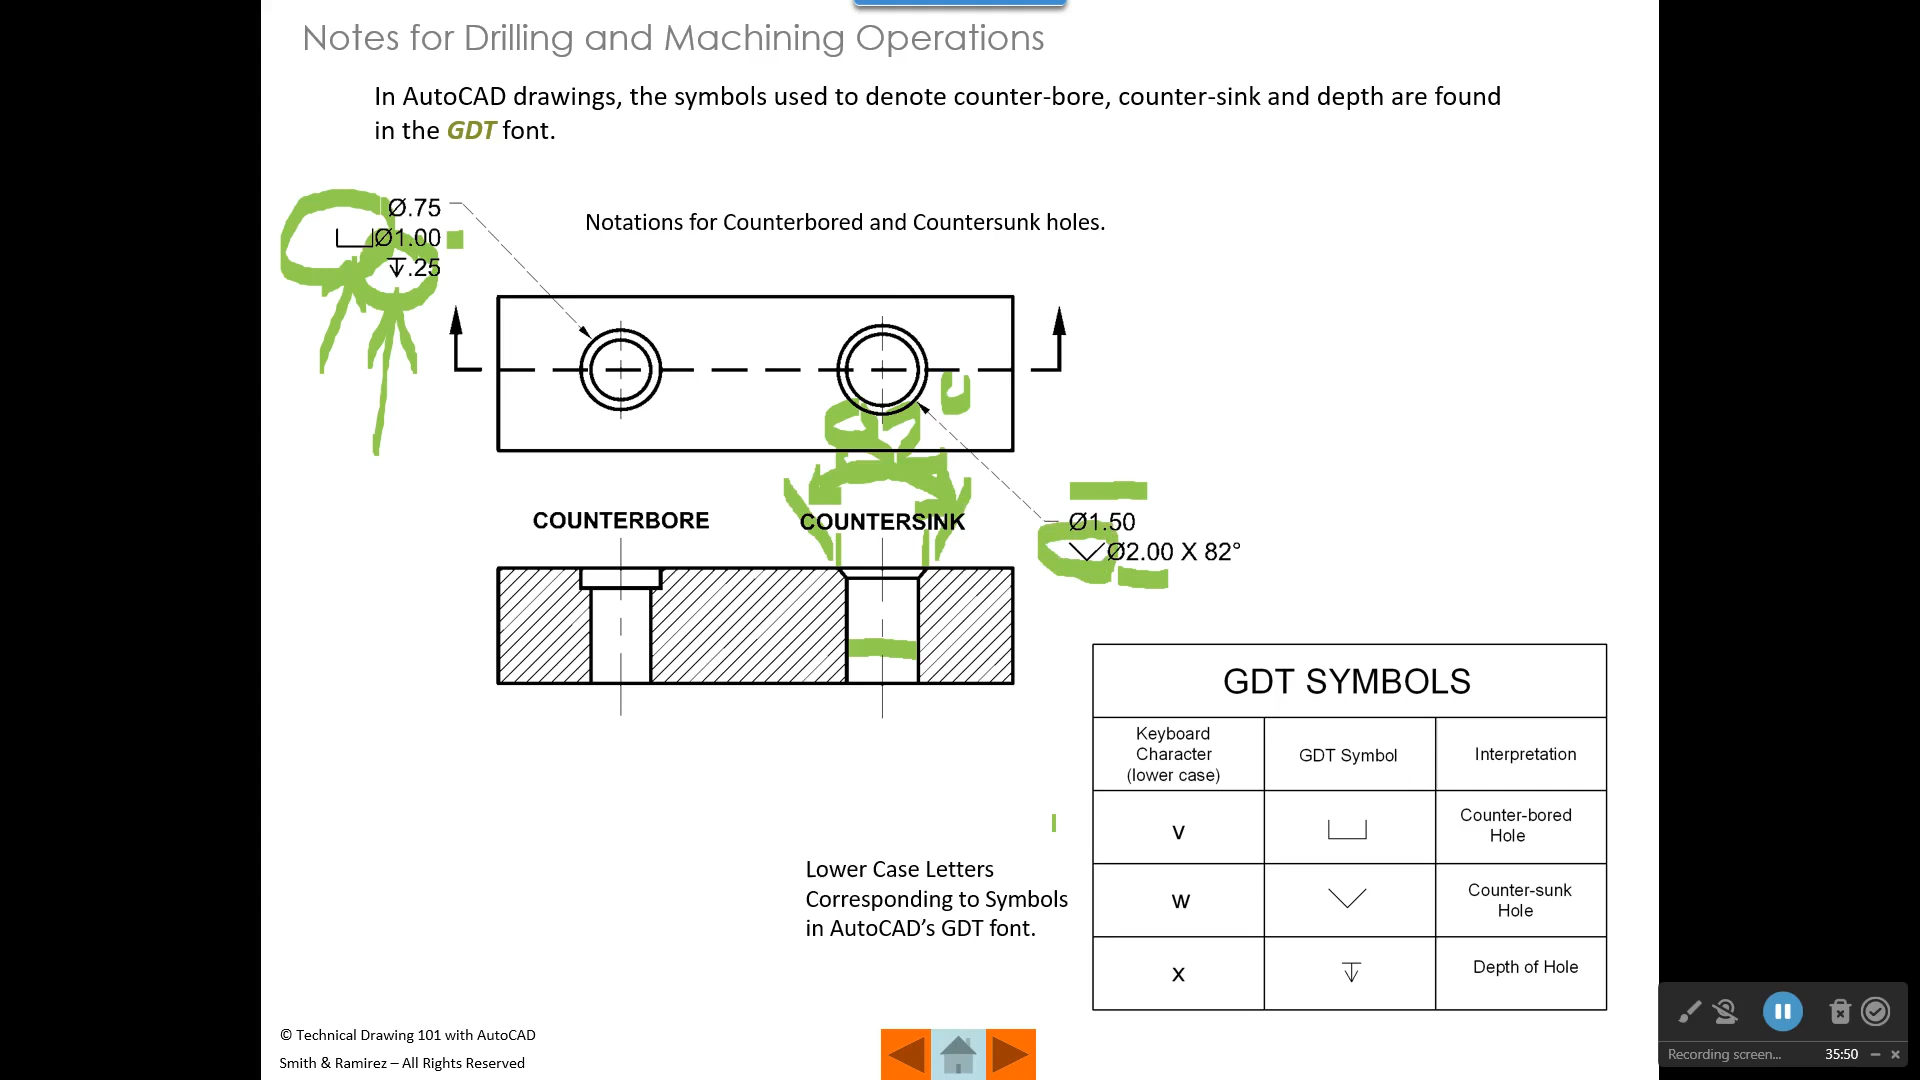 Notes for Drilling and Machining Operations
In AutoCAD drawings, the symbols used to denote counter-bore, counter-sink and depth are found
in the GDT font.
Ø.75
⌴Ø1.00
↧.25
Notations for Counterbored and Countersunk holes.
COUNTERBORE
COUNTERSINK
Ø1.50
⌵Ø2.00 X 82°
GDT SYMBOLS
Keyboard
Character
(lower case)
GDT Symbol
Interpretation
v
⌴
Counter-bored
Hole
w
⌵
Counter-sunk
Hole
x
↧
Depth of Hole
Lower Case Letters
Corresponding to Symbols
in AutoCAD’s GDT font.
© Technical Drawing 101 with AutoCAD
Smith & Ramirez – All Rights Reserved
Recording screen...
35:50